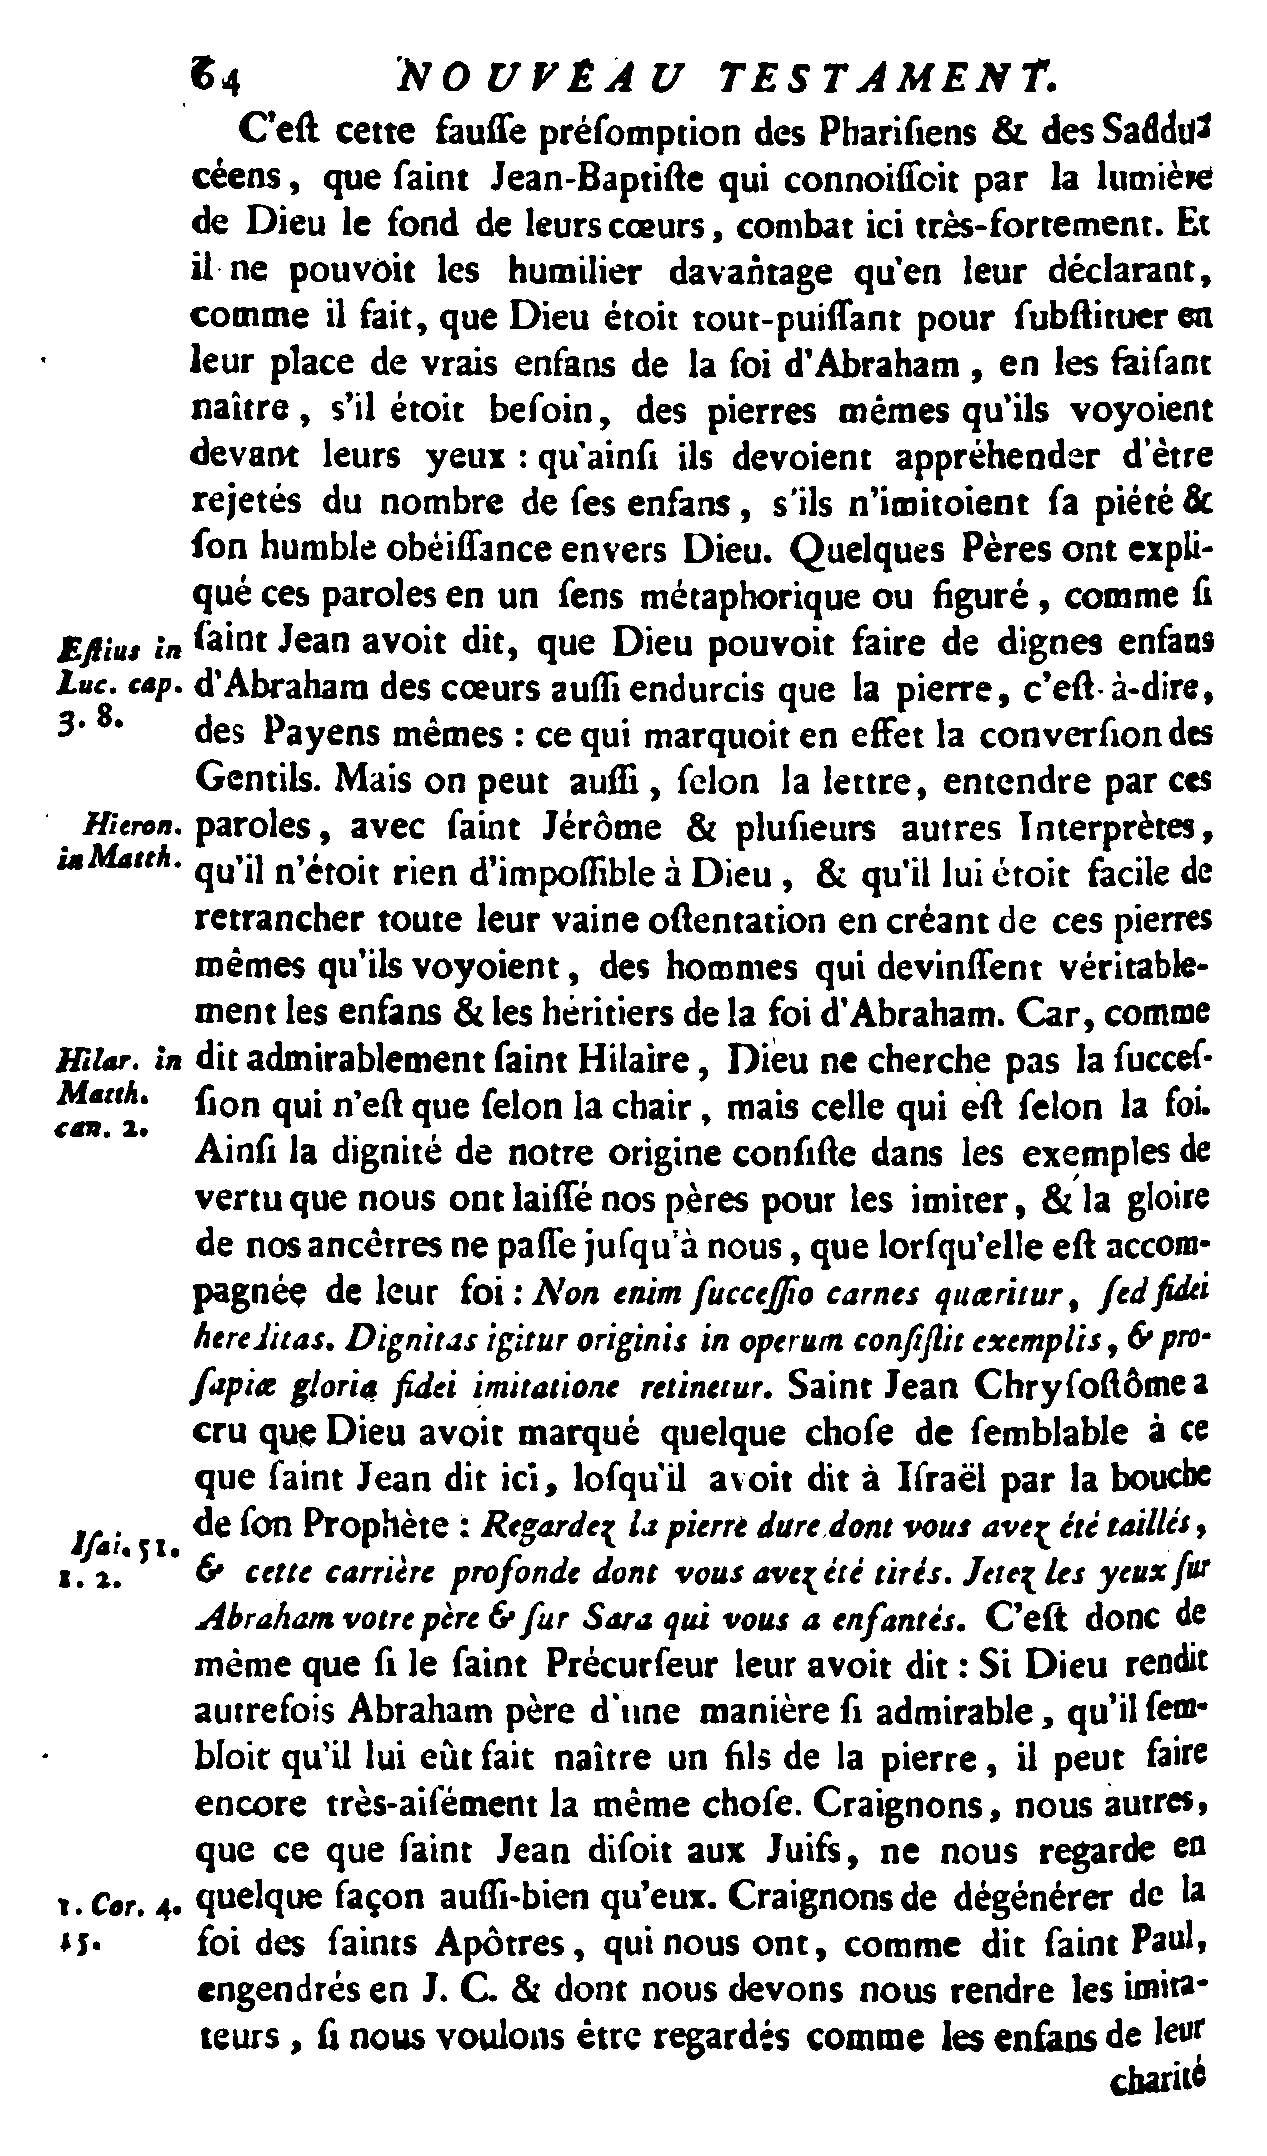 64 NOUVEAU TESTAMENT.
C'eſt cette fauſſe préſomption des Phariſiens & des Saddu-
céens, que ſaint Jean-Baptiſte qui connoiſſoit par la lumière
de Dieu le fond de leurs cœurs, combat ici très-fortement. Et
il ne pouvoit les humilier davantage qu'en leur déclarant,
comme il fait, que Dieu étoit tout-puiſſant pour ſubſtituer en
leur place de vrais enfans de la foi d'Abraham, en les faiſant
naître, s'il étoit beſoin, des pierres mêmes qu'ils voyoient
devant leurs yeux : qu'ainſi ils devoient appréhender d'être
rejetés du nombre de ſes enfans, s'ils n'imitoient ſa piété &
ſon humble obéiſſance envers Dieu. Quelques Pères ont expli-
qué ces paroles en un ſens métaphorique ou figuré, comme ſi
Eſtius in ſaint Jean avoit dit, que Dieu pouvoit faire de dignes enfans
Luc. cap. d'Abraham des cœurs auſſi endurcis que la pierre, c'eſt-à-dire,
3. 8. des Payens mêmes : ce qui marquoit en effet la converſion des
Gentils. Mais on peut auſſi, ſelon la lettre, entendre par ces
Hieron. paroles, avec ſaint Jérôme & pluſieurs autres Interprètes,
in Matth. qu'il n'étoit rien d'impoſſible à Dieu, & qu'il lui étoit facile de
retrancher toute leur vaine oſtentation en créant de ces pierres
mêmes qu'ils voyoient, des hommes qui devinſſent véritable-
ment les enfans & les héritiers de la foi d'Abraham. Car, comme
Hilar. in dit admirablement ſaint Hilaire, Dieu ne cherche pas la ſucceſ-
Matth. ſion qui n'eſt que ſelon la chair, mais celle qui eſt ſelon la foi.
can. 2. Ainſi la dignité de notre origine conſiſte dans les exemples de
vertu que nous ont laiſſé nos pères pour les imiter, & la gloire
de nos ancêtres ne paſſe juſqu'à nous, que lorſqu'elle eſt accom-
pagnée de leur foi : Non enim ſucceſſio carnes quæritur, ſed fidei
hereditas. Dignitas igitur originis in operum conſiſtit exemplis, & pro-
ſapiæ gloria fidei imitatione retinetur. Saint Jean Chryſoſtôme a
cru que Dieu avoit marqué quelque choſe de ſemblable à ce
que ſaint Jean dit ici, loſqu'il avoit dit à Iſraël par la bouche
de ſon Prophète : Regardez la pierre dure dont vous avez été taillés,
Iſai. 51. & cette carrière profonde dont vous avez été tirés. Jetez les yeux ſur
1. 2. Abraham votre père & ſur Sara qui vous a enfantés. C'eſt donc de
même que ſi le ſaint Précurſeur leur avoit dit : Si Dieu rendit
autrefois Abraham père d'une manière ſi admirable, qu'il ſem-
bloit qu'il lui eût fait naître un fils de la pierre, il peut faire
encore très-aiſément la même choſe. Craignons, nous autres,
que ce que ſaint Jean diſoit aux Juifs, ne nous regarde en
1. Cor. 4. quelque façon auſſi-bien qu'eux. Craignons de dégénérer de la
15. foi des ſaints Apôtres, qui nous ont, comme dit ſaint Paul,
engendrés en J. C. & dont nous devons nous rendre les imita-
teurs, ſi nous voulons être regardés comme les enfans de leur
charité